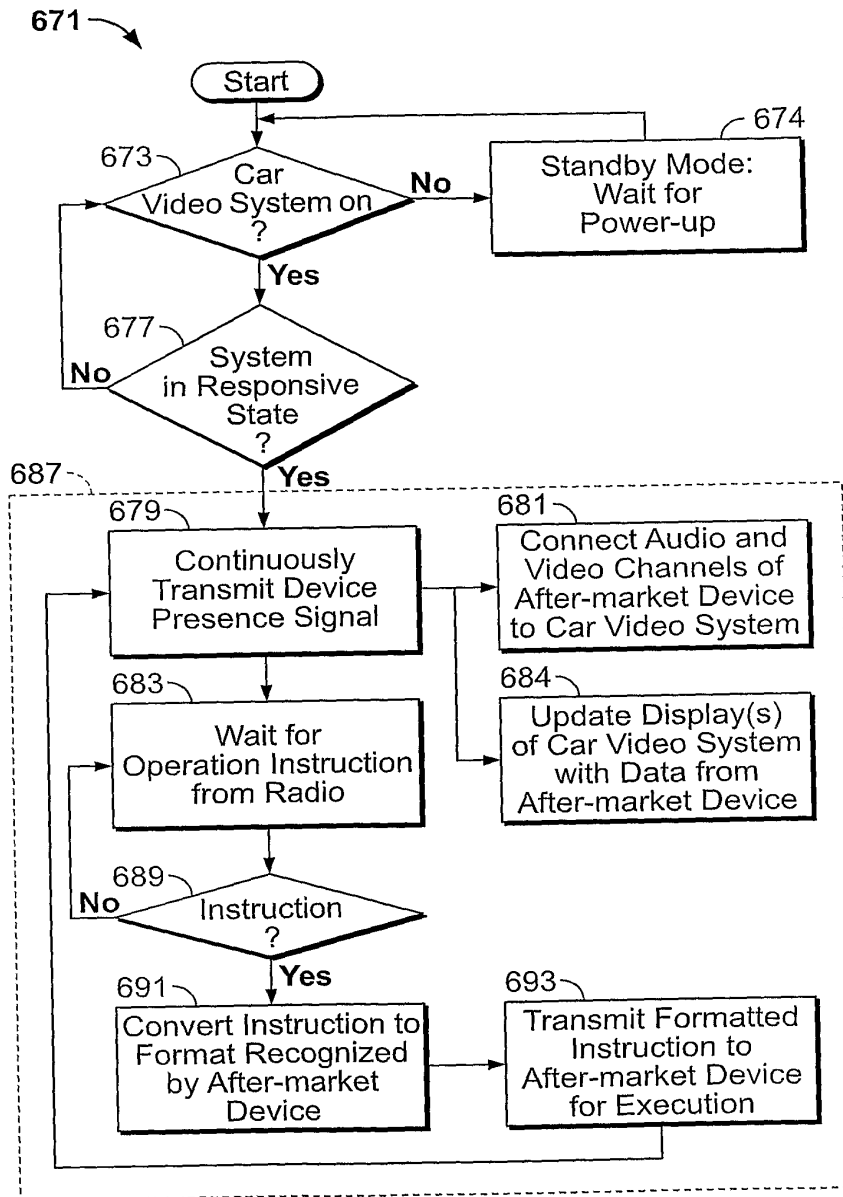 671
Start
673
Car
Video System on
?
No
674
Standby Mode:
Wait for
Power-up
Yes
677
System
in Responsive
State
?
No
Yes
687
679
Continuously
Transmit Device
Presence Signal
681
Connect Audio and
Video Channels of
After-market Device
to Car Video System
683
Wait for
Operation Instruction
from Radio
684
Update Display(s)
of Car Video System
with Data from
After-market Device
689
Instruction
?
No
Yes
691
Convert Instruction to
Format Recognized
by After-market
Device
693
Transmit Formatted
Instruction to
After-market Device
for Execution